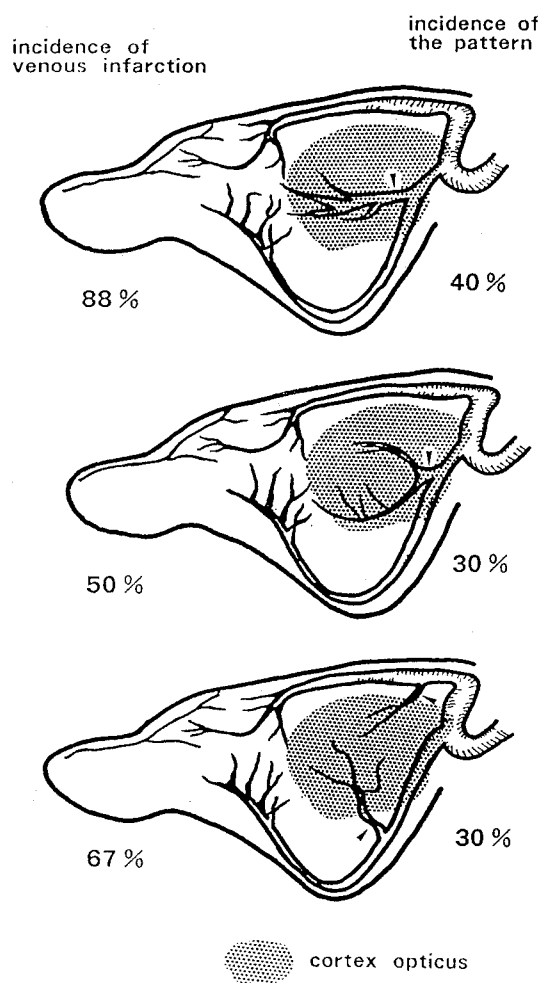 incidence of
venous infarction
incidence of
the pattern
88 %
40 %
50 %
30 %
67 %
30 %
cortex opticus